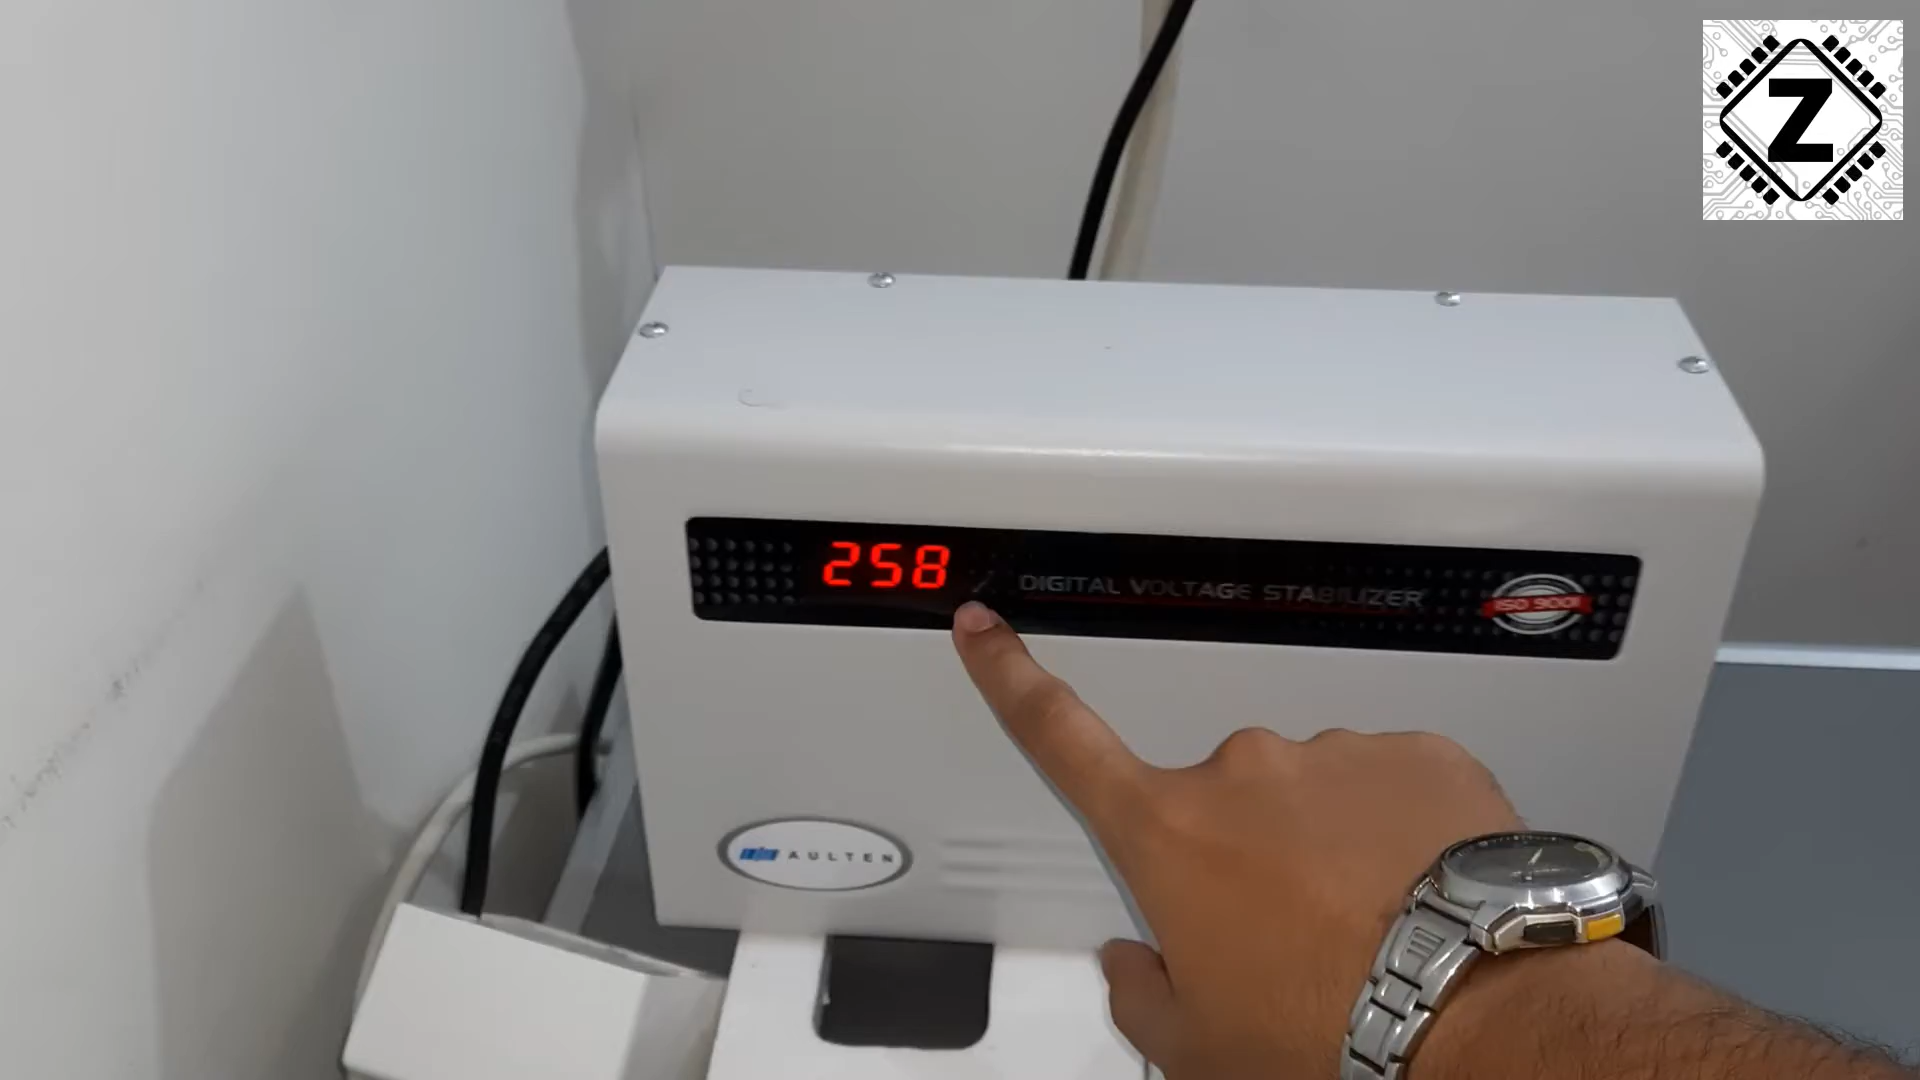 Z
258
DIGITAL VOLTAGE STABILIZER
ISO 9001
AULTEN